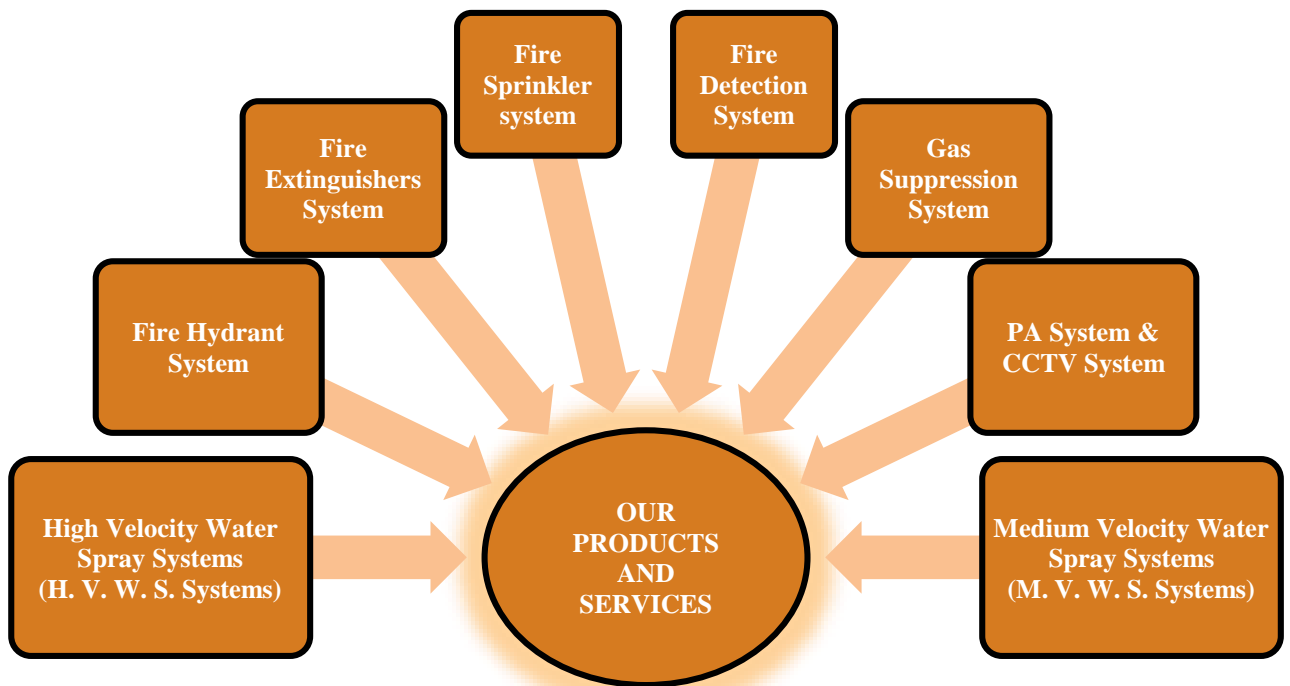 Fire
Sprinkler
system
Fire
Detection
System
Fire
Extinguishers
System
Gas
Suppression
System
Fire Hydrant
System
PA System &
CCTV System
High Velocity Water
Spray Systems
(H. V. W. S. Systems)
OUR
PRODUCTS
AND
SERVICES
Medium Velocity Water
Spray Systems
(M. V. W. S. Systems)